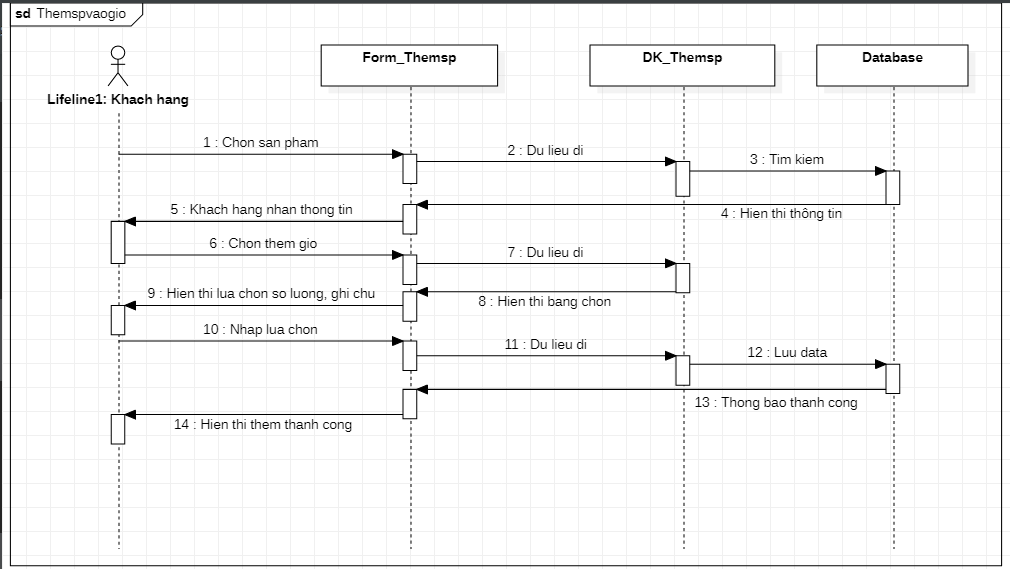 sd Themspvaogio
Form_Themsp
DK_Themsp
Database
Lifeline1: Khach hang
1 : Chon san pham
2 : Du lieu di
3 : Tim kiem
4 : Hien thi thông tin
5 : Khach hang nhan thong tin
6 : Chon them gio
7 : Du lieu di
8 : Hien thi bang chon
9 : Hien thi lua chon so luong, ghi chu
10 : Nhap lua chon
11 : Du lieu di
12 : Luu data
13 : Thong bao thanh cong
14 : Hien thi them thanh cong